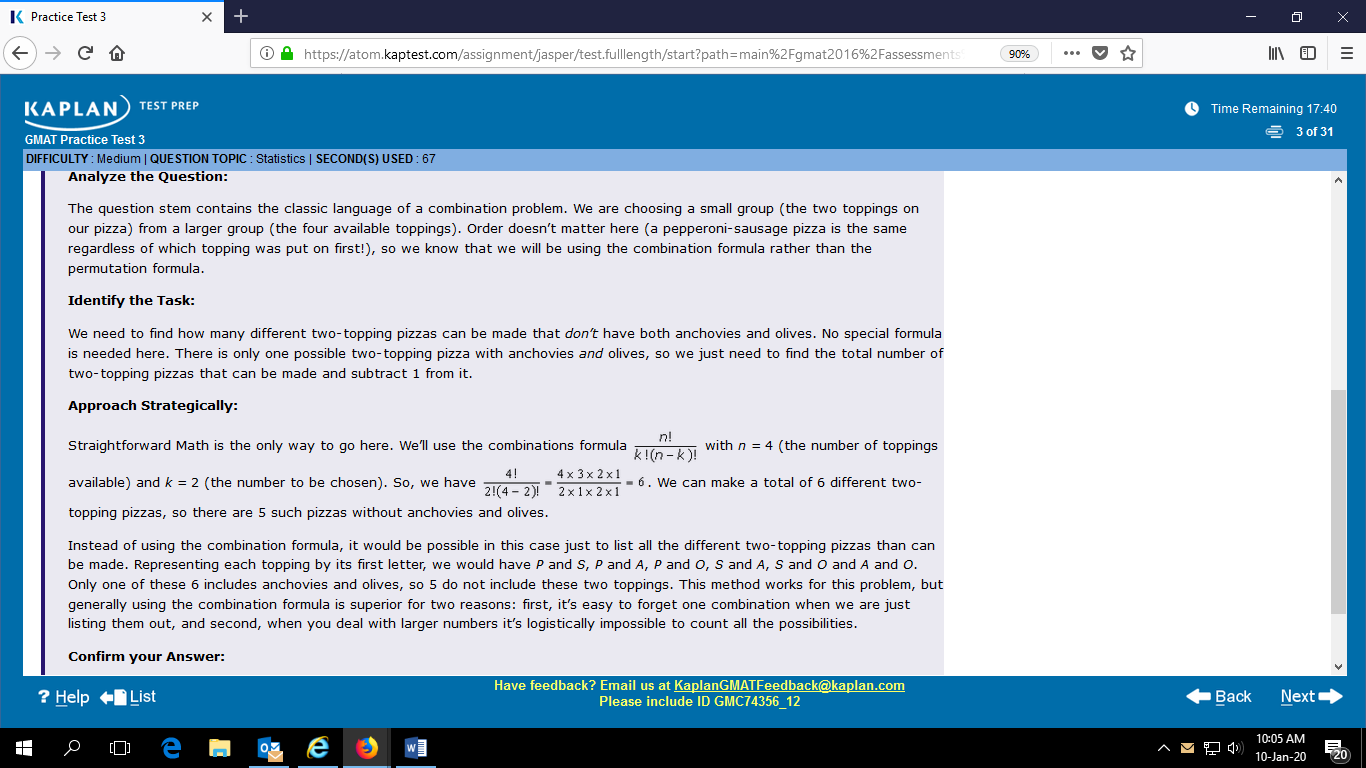 Practice Test 3
https://atom.kaptest.com/assignment/jasper/test.fulllength/start?path=main%2Fgmat2016%2Fassessments
90%
KAPLAN TEST PREP
Time Remaining 17:40
GMAT Practice Test 3
3 of 31
DIFFICULTY : Medium | QUESTION TOPIC : Statistics | SECOND(S) USED : 67
Analyze the Question:
The question stem contains the classic language of a combination problem. We are choosing a small group (the two toppings on
our pizza) from a larger group (the four available toppings). Order doesn't matter here (a pepperoni-sausage pizza is the same
regardless of which topping was put on first!), so we know that we will be using the combination formula rather than the
permutation formula.
Identify the Task:
We need to find how many different two-topping pizzas can be made that don't have both anchovies and olives. No special formula
is needed here. There is only one possible two-topping pizza with anchovies and olives, so we just need to find the total number of
two-topping pizzas that can be made and subtract 1 from it.
Approach Strategically:
Straightforward Math is the only way to go here. We'll use the combinations formula n! / k!(n – k)! with n = 4 (the number of toppings
available) and k = 2 (the number to be chosen). So, we have 4! / 2!(4 – 2)! = 4 x 3 x 2 x 1 / 2 x 1 x 2 x 1 = 6. We can make a total of 6 different two-
topping pizzas, so there are 5 such pizzas without anchovies and olives.
Instead of using the combination formula, it would be possible in this case just to list all the different two-topping pizzas than can
be made. Representing each topping by its first letter, we would have P and S, P and A, P and O, S and A, S and O and A and O.
Only one of these 6 includes anchovies and olives, so 5 do not include these two toppings. This method works for this problem, but
generally using the combination formula is superior for two reasons: first, it's easy to forget one combination when we are just
listing them out, and second, when you deal with larger numbers it's logistically impossible to count all the possibilities.
Confirm your Answer:
? Help List
Have feedback? Email us at KaplanGMATFeedback@kaplan.com
Please include ID GMC74356_12
Back Next
10:05 AM
10-Jan-20
20